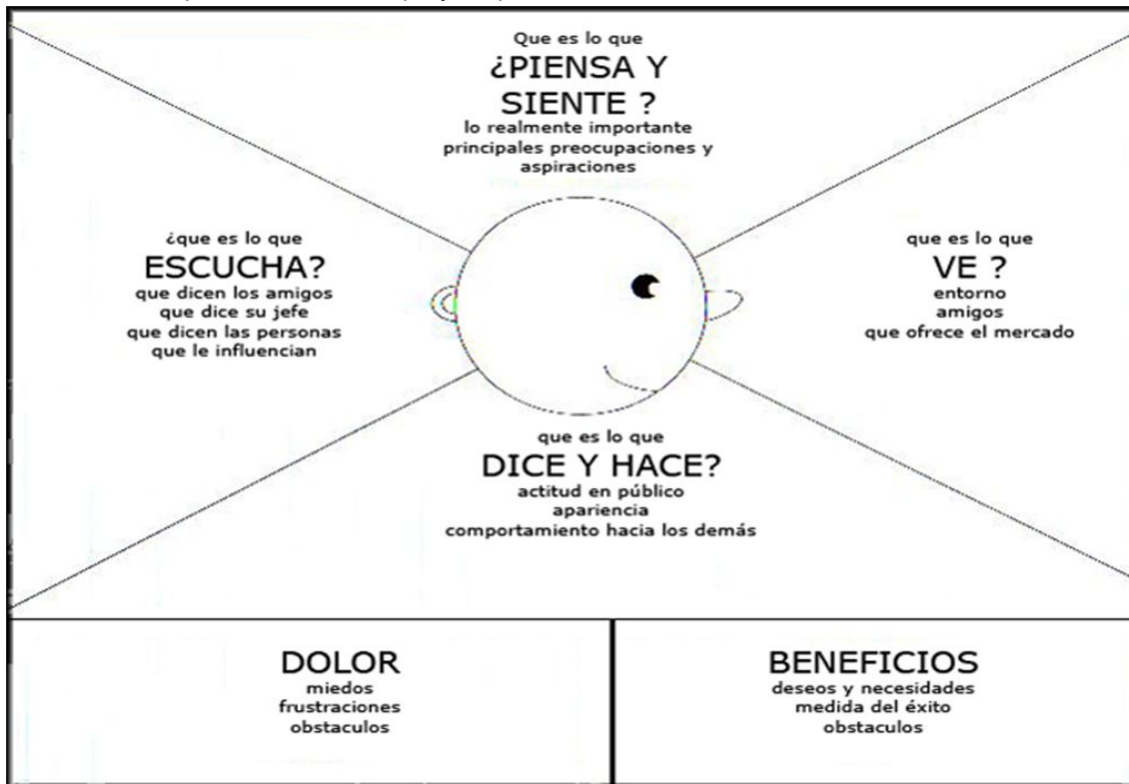 Que es lo que
¿PIENSA Y
SIENTE ?
lo realmente importante
principales preocupaciones y
aspiraciones
¿que es lo que
ESCUCHA?
que dicen los amigos
que dice su jefe
que dicen las personas
que le influencian
que es lo que
VE ?
entorno
amigos
que ofrece el mercado
que es lo que
DICE Y HACE?
actitud en público
apariencia
comportamiento hacia los demás
DOLOR
miedos
frustraciones
obstaculos
BENEFICIOS
deseos y necesidades
medida del éxito
obstaculos